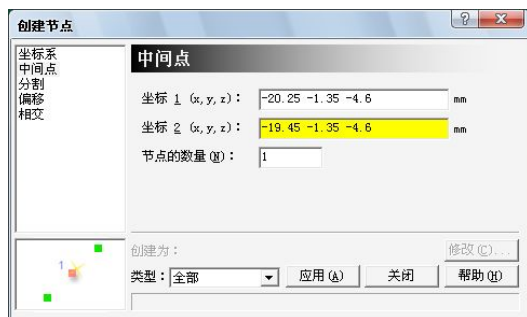 创建节点
坐标系
中间点
分割
偏移
相交
中间点
坐标 1 (x, y, z)： -20.25 -1.35 -4.6 mm
坐标 2 (x, y, z)： -19.45 -1.35 -4.6 mm
节点的数量(N)： 1
1
创建为： 修改(C)...
类型： 全部 应用(A) 关闭 帮助(H)